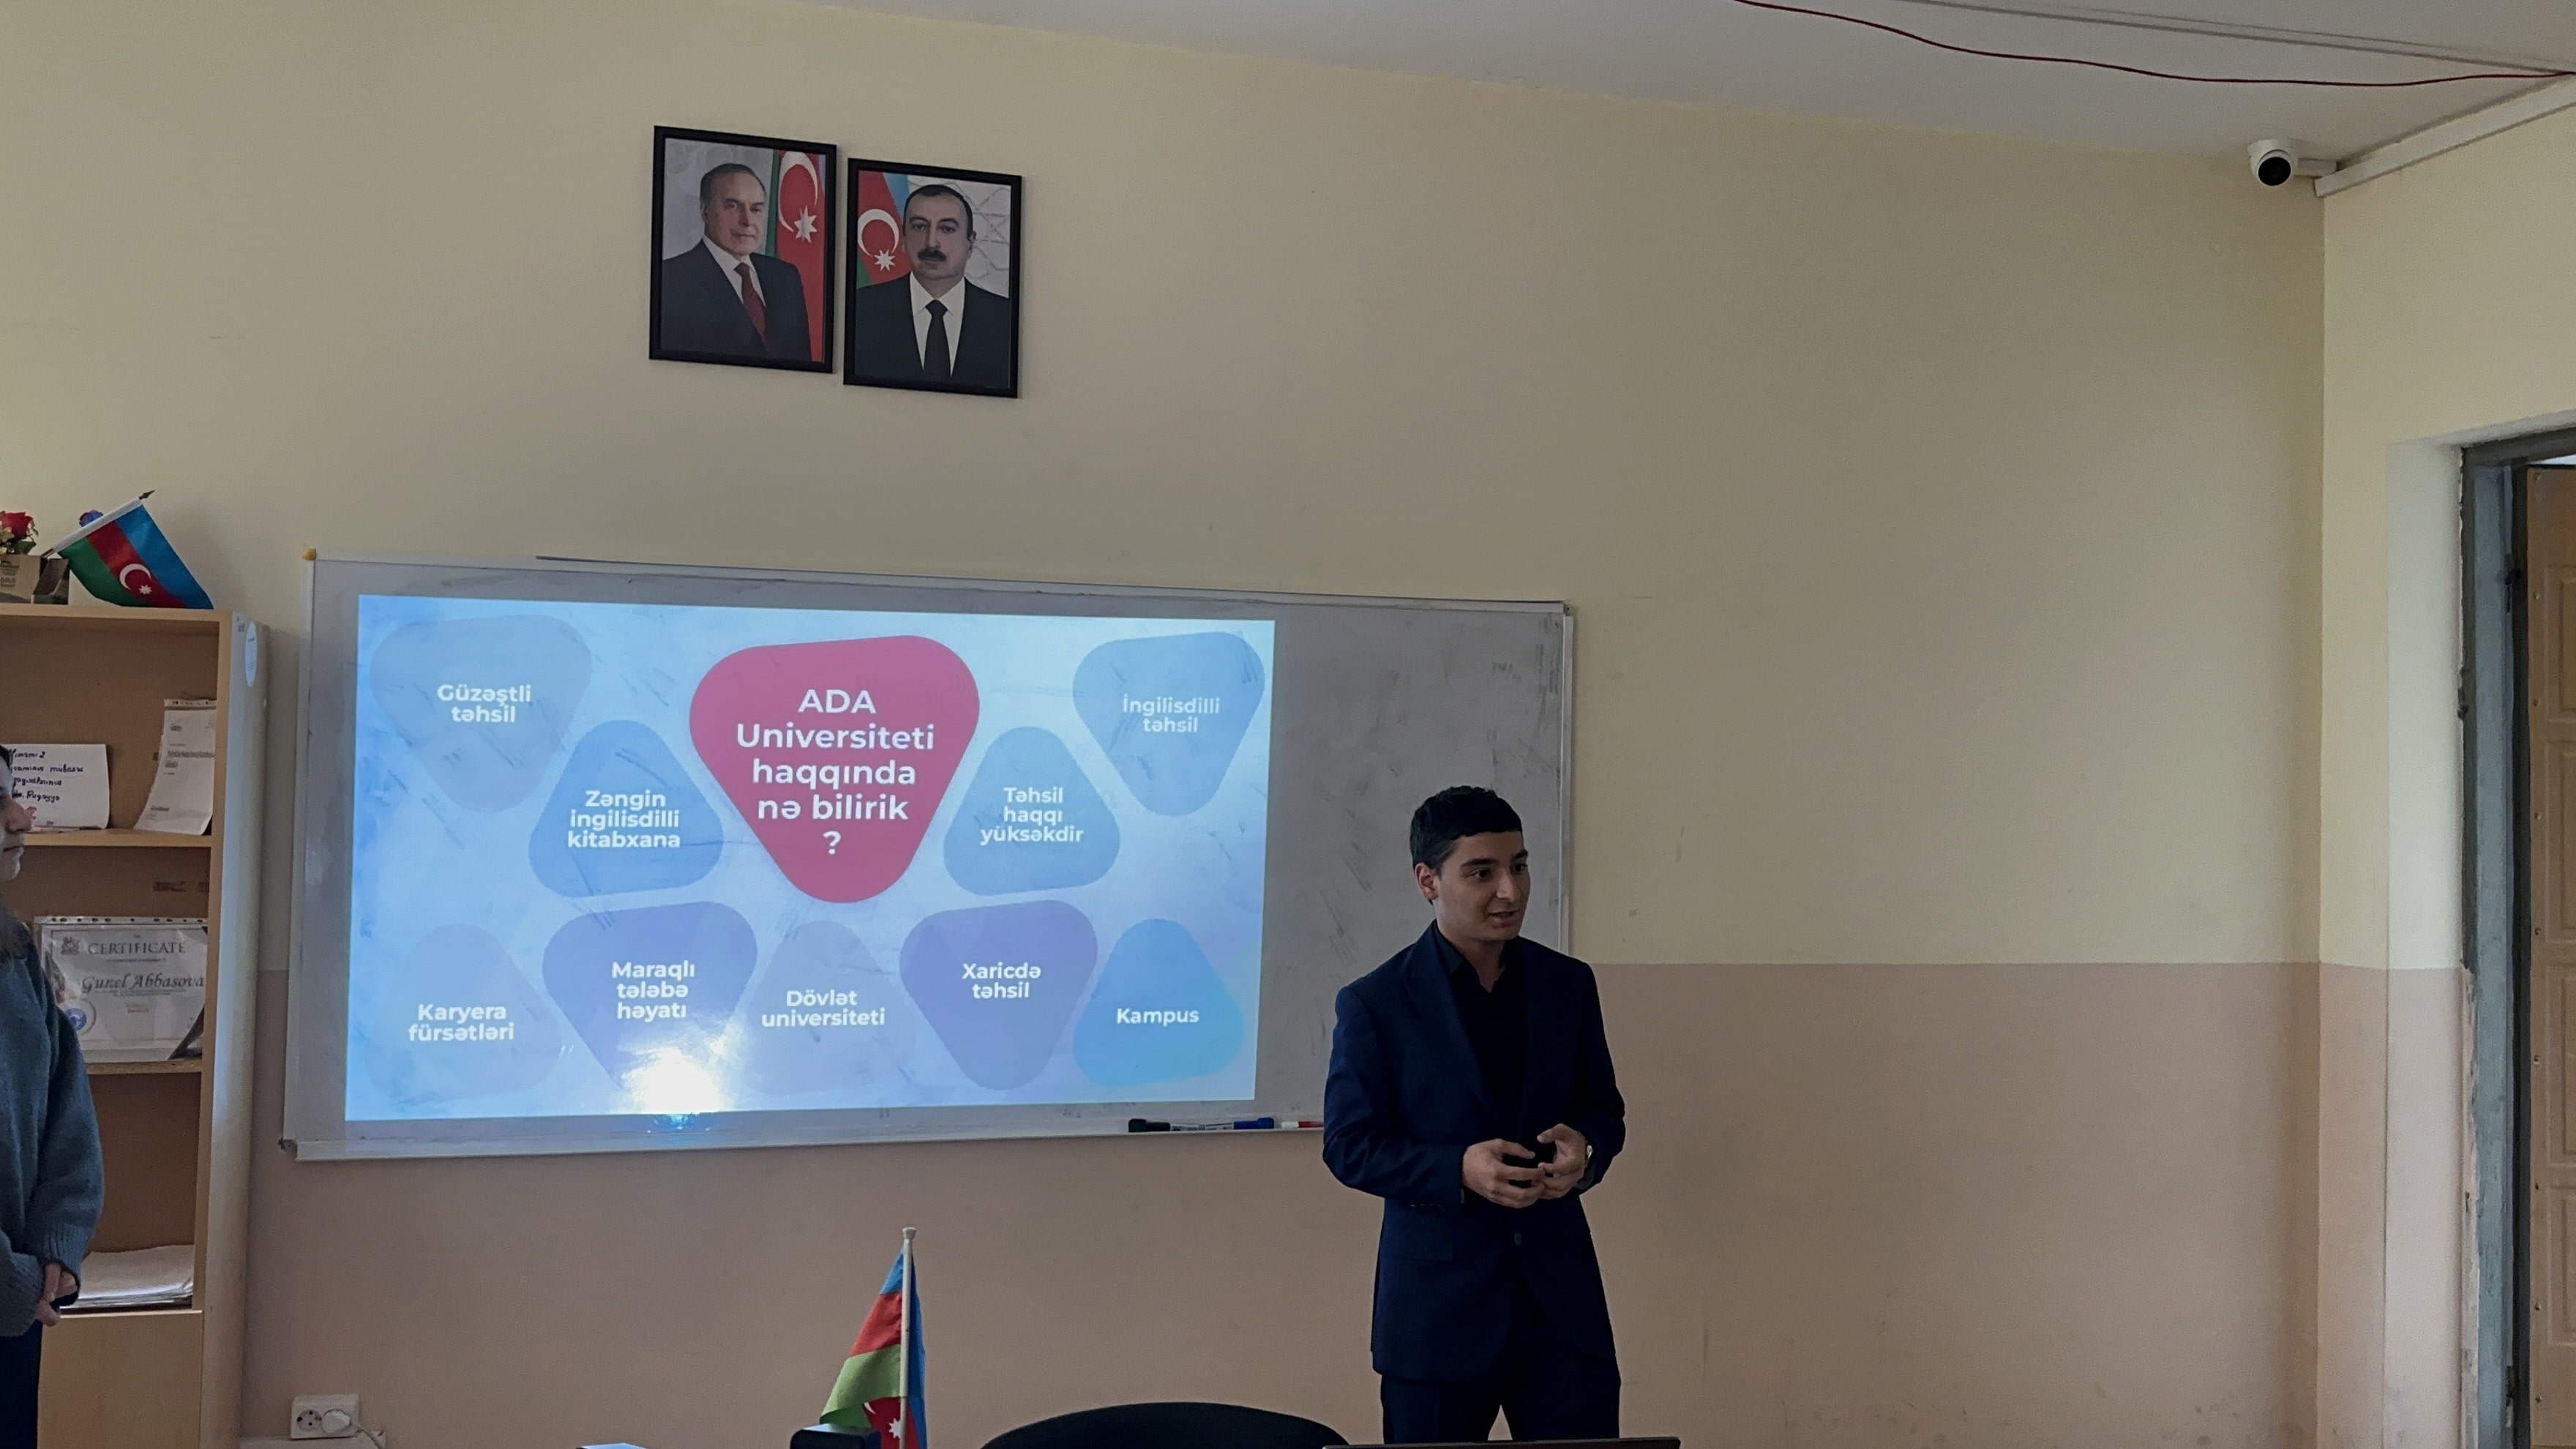 Güzəştli
təhsil
ADA
Universiteti
haqqında
nə bilirik
?
İngilisdilli
təhsil
Zəngin
ingilisdilli
kitabxana
Təhsil
haqqı
yüksəkdir
Karyera
fürsətləri
Maraqlı
tələbə
həyatı
Dövlət
universiteti
Xaricdə
təhsil
Kampus
CERTIFICATE
Gunel Abbasova